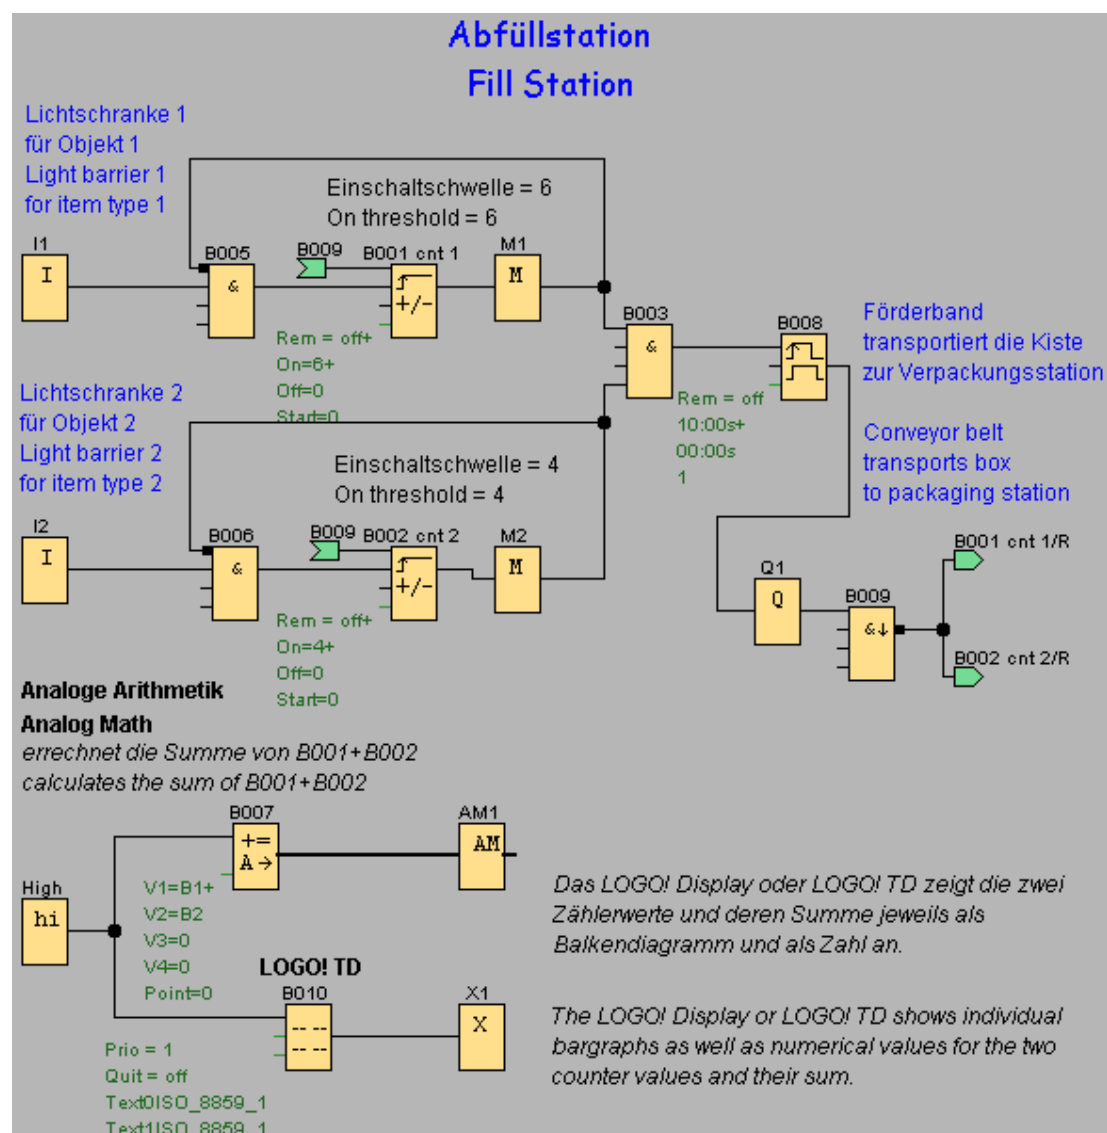 Abfüllstation
Fill Station
Lichtschranke 1
für Objekt 1
Light barrier 1
for item type 1
Einschaltschwelle = 6
On threshold = 6
I1
I
B005
&
B009
B001 cnt 1
+/-
M1
M
Rem = off+
On=6+
Off=0
Start=0
B003
&
B008
Rem = off
10:00s+
00:00s
1
Förderband
transportiert die Kiste
zur Verpackungsstation
Conveyor belt
transports box
to packaging station
Lichtschranke 2
für Objekt 2
Light barrier 2
for item type 2
Einschaltschwelle = 4
On threshold = 4
I2
I
B006
&
B009
B002 cnt 2
+/-
M2
M
Rem = off+
On=4+
Off=0
Start=0
Q1
Q
B009
&↓
B001 cnt 1/R
B002 cnt 2/R
Analoge Arithmetik
Analog Math
errechnet die Summe von B001+B002
calculates the sum of B001+B002
B007
+=
A→
AM1
AM
High
hi
V1=B1+
V2=B2
V3=0
V4=0
Point=0
LOGO! TD
B010
-- --
-- --
X1
X
Prio = 1
Quit = off
Text0ISO_8859_1
Text1ISO_8859_1
Das LOGO! Display oder LOGO! TD zeigt die zwei
Zählerwerte und deren Summe jeweils als
Balkendiagramm und als Zahl an.
The LOGO! Display or LOGO! TD shows individual
bargraphs as well as numerical values for the two
counter values and their sum.